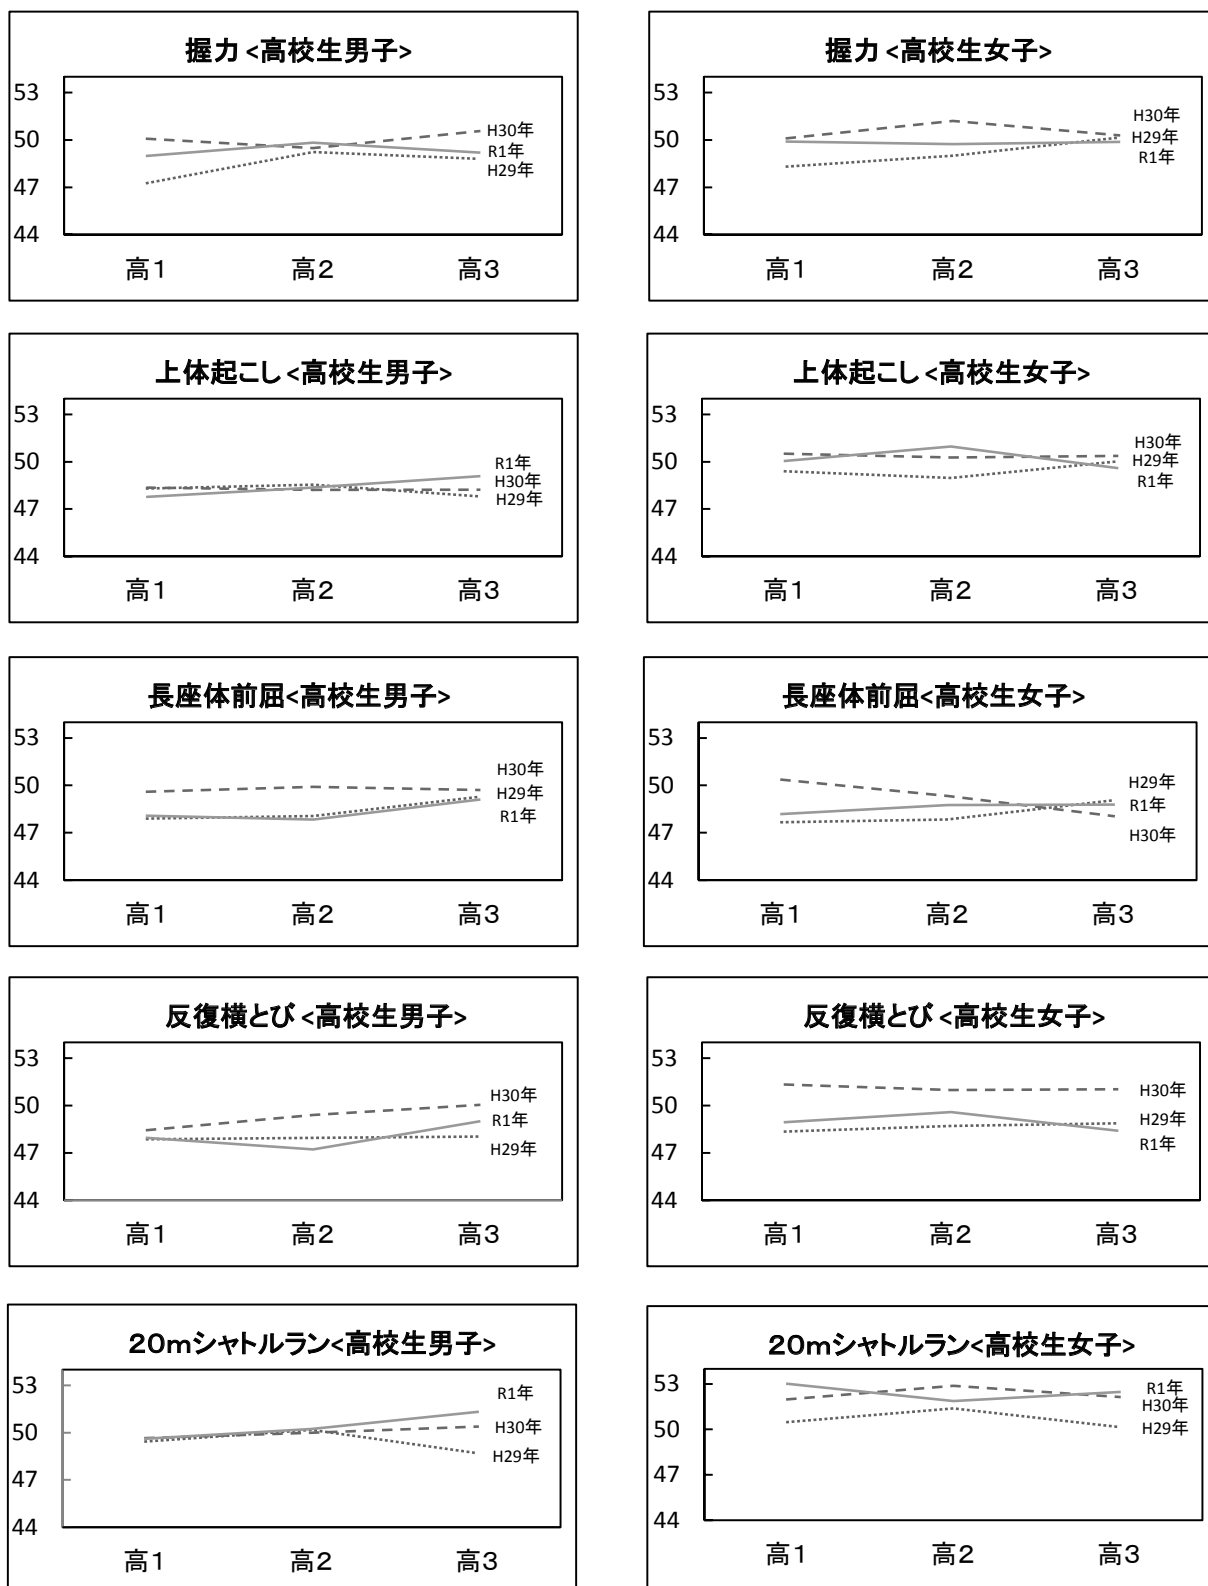 握力<高校生男子>
53
50
47
44
H30年
R1年
H29年
高1 高2 高3
握力<高校生女子>
53
50
47
44
H30年
H29年
R1年
高1 高2 高3
上体起こし<高校生男子>
53
50
47
44
R1年
H30年
H29年
高1 高2 高3
上体起こし<高校生女子>
53
50
47
44
H30年
H29年
R1年
高1 高2 高3
長座体前屈<高校生男子>
53
50
47
44
H30年
H29年
R1年
高1 高2 高3
長座体前屈<高校生女子>
53
50
47
44
H29年
R1年
H30年
高1 高2 高3
反復横とび<高校生男子>
53
50
47
44
H30年
R1年
H29年
高1 高2 高3
反復横とび<高校生女子>
53
50
47
44
H30年
H29年
R1年
高1 高2 高3
20mシャトルラン<高校生男子>
53
50
47
44
R1年
H30年
H29年
高1 高2 高3
20mシャトルラン<高校生女子>
53
50
47
44
R1年
H30年
H29年
高1 高2 高3